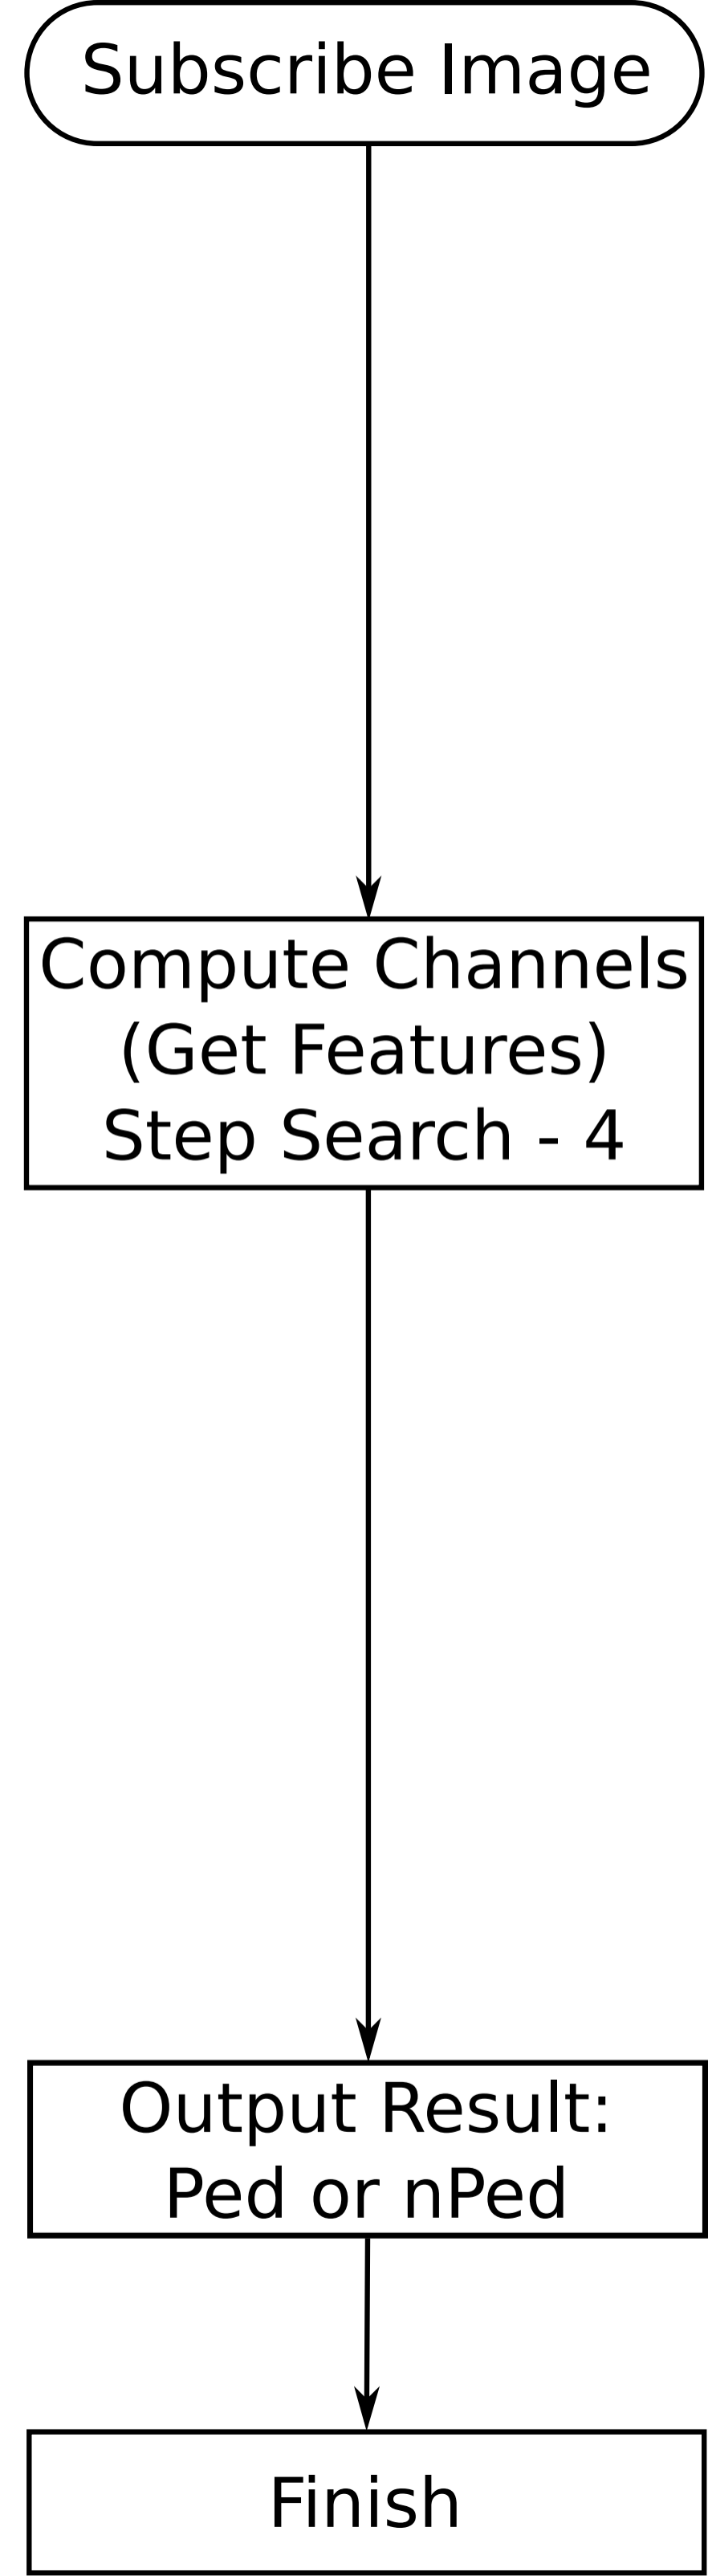 Subscribe Image
Compute Channels
(Get Features)
Step Search - 4
Output Result:
Ped or nPed
Finish